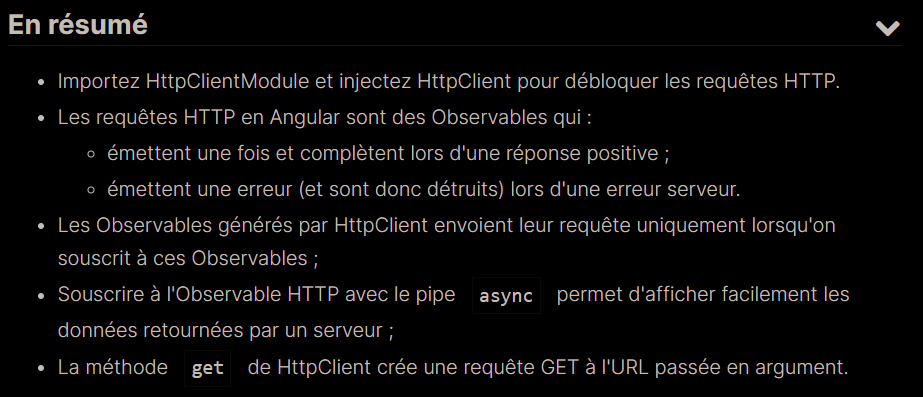 En résumé
Importez HttpClientModule et injectez HttpClient pour débloquer les requêtes HTTP.
Les requêtes HTTP en Angular sont des Observables qui :
émettent une fois et complètent lors d'une réponse positive ;
émettent une erreur (et sont donc détruits) lors d'une erreur serveur.
Les Observables générés par HttpClient envoient leur requête uniquement lorsqu'on
souscrit à ces Observables ;
Souscrire à l'Observable HTTP avec le pipe async permet d'afficher facilement les
données retournées par un serveur ;
La méthode get de HttpClient crée une requête GET à l'URL passée en argument.